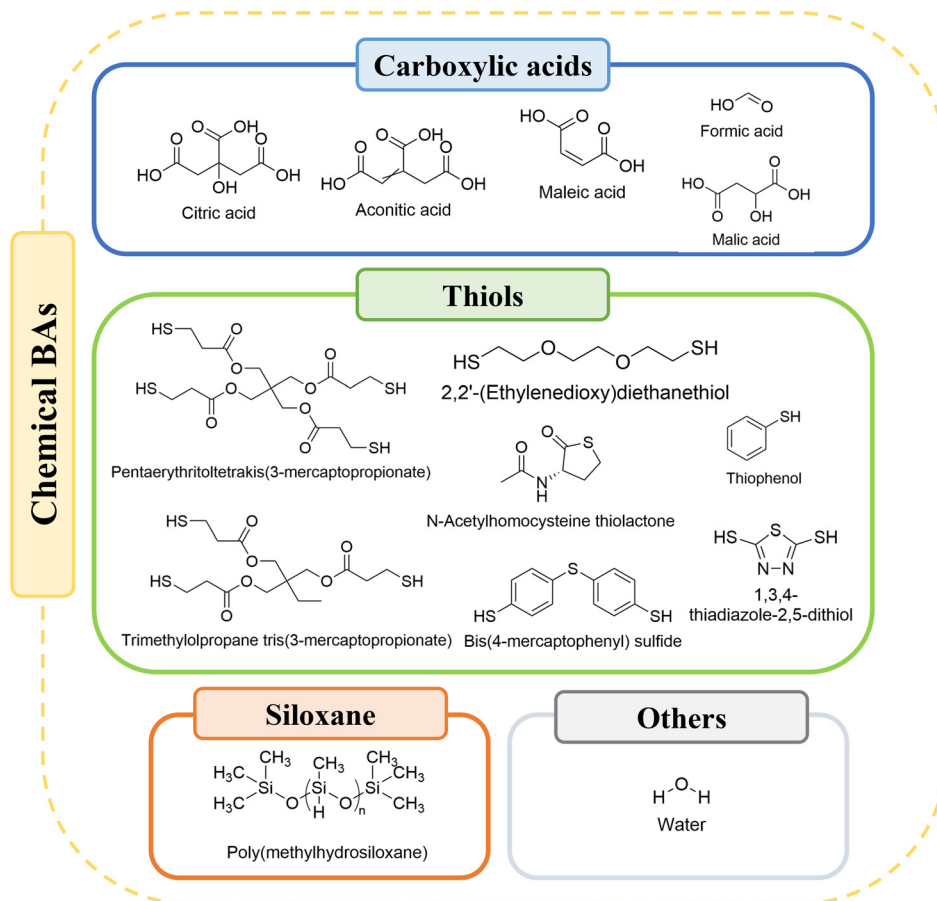 Chemical BAs
Carboxylic acids
O
O
OH
O
HO
OH
OH
Citric acid
O
O
OH
O
HO
OH
Aconitic acid
HO
O
O
OH
Maleic acid
HO
O
Formic acid
O
HO
O
OH
OH
Malic acid
Thiols
HS
O
O
O
HS
O
O
O
SH
O
O
SH
Pentaerythritoltetrakis(3-mercaptopropionate)
HS
O
O
SH
2,2'-(Ethylenedioxy)diethanethiol
O
S
O
N
H
N-Acetylhomocysteine thiolactone
SH
Thiophenol
HS
O
O
O
HS
O
O
SH
O
Trimethylolpropane tris(3-mercaptopropionate)
S
HS
SH
Bis(4-mercaptophenyl) sulfide
HS
S
SH
N N
1,3,4-
thiadiazole-2,5-dithiol
Siloxane
CH3 CH3 CH3
H3C Si Si Si CH3
H3C O H O n CH3
Poly(methylhydrosiloxane)
Others
H O H
Water